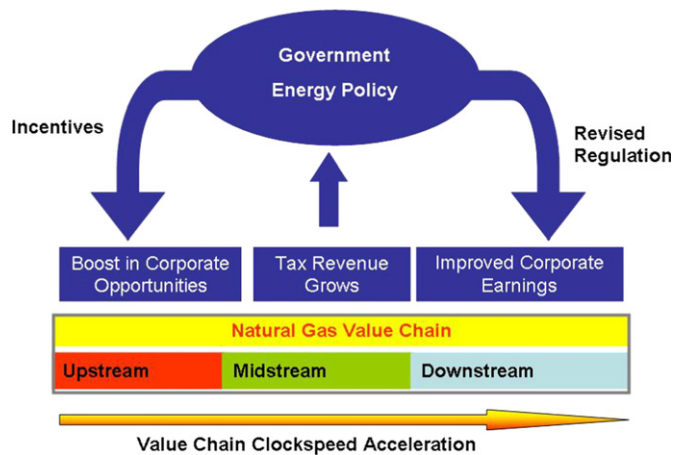 Government
Energy Policy
Incentives
Revised
Regulation
Boost in Corporate
Opportunities
Tax Revenue
Grows
Improved Corporate
Earnings
Natural Gas Value Chain
Upstream
Midstream
Downstream
Value Chain Clockspeed Acceleration